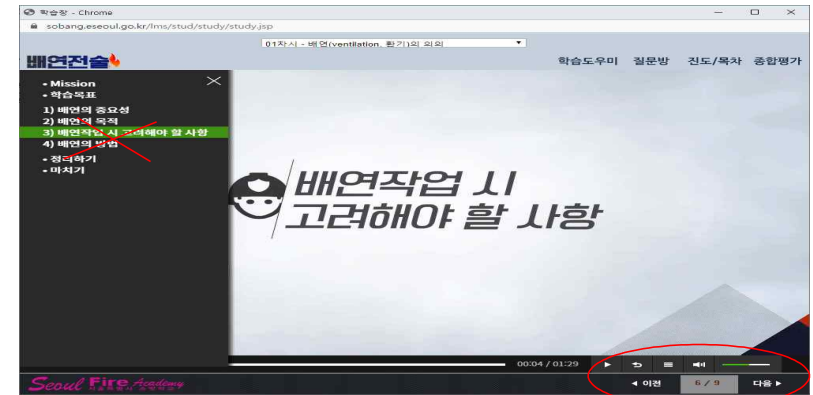 학습창 - Chrome
sobang.eseoul.go.kr/lms/stud/study/study.jsp
01차시 - 배연(ventilation, 환기)의 의의
배연전술
학습도우미 질문방 진도/목차 종합평가
• Mission
• 학습목표
1) 배연의 중요성
2) 배연의 목적
3) 배연작업 시 고려해야 할 사항
4) 배연의 방법
• 정리하기
• 마치기
배연작업 시
고려해야 할 사항
00:04 / 01:29
Seoul Fire Academy
◀ 이전 6 / 9 다음 ▶